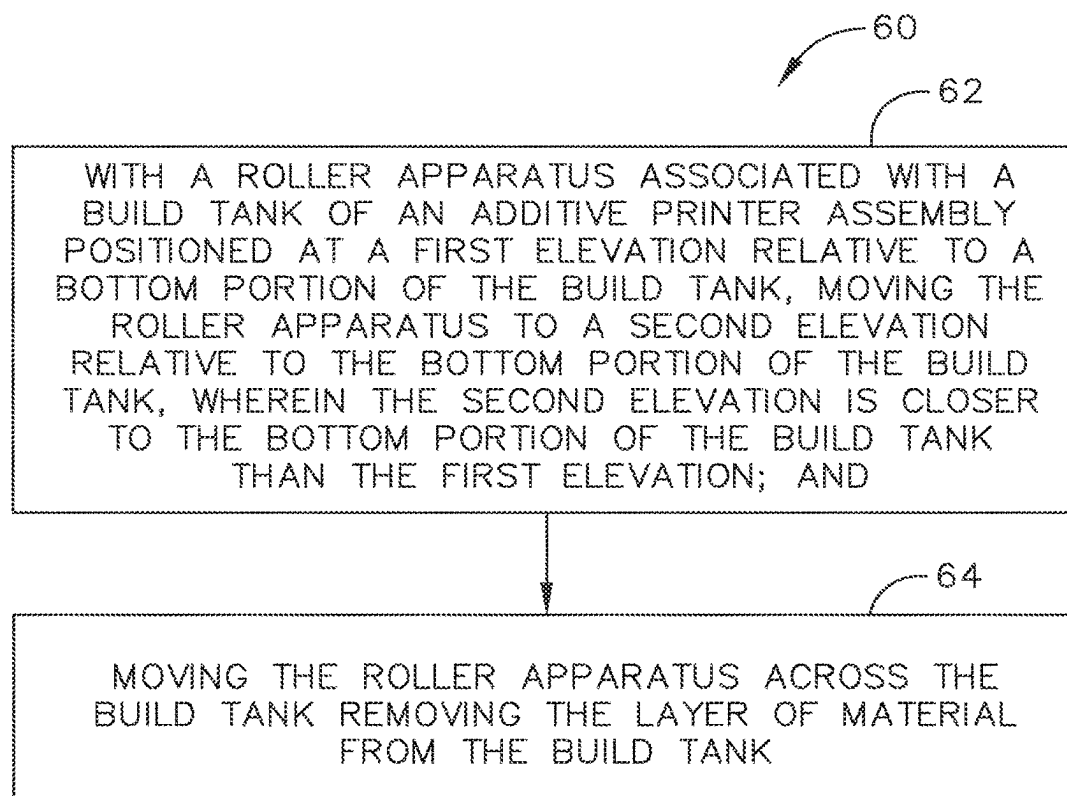 60
62
WITH A ROLLER APPARATUS ASSOCIATED WITH A
BUILD TANK OF AN ADDITIVE PRINTER ASSEMBLY
POSITIONED AT A FIRST ELEVATION RELATIVE TO A
BOTTOM PORTION OF THE BUILD TANK, MOVING THE
ROLLER APPARATUS TO A SECOND ELEVATION
RELATIVE TO THE BOTTOM PORTION OF THE BUILD
TANK, WHEREIN THE SECOND ELEVATION IS CLOSER
TO THE BOTTOM PORTION OF THE BUILD TANK
THAN THE FIRST ELEVATION; AND
64
MOVING THE ROLLER APPARATUS ACROSS THE
BUILD TANK REMOVING THE LAYER OF MATERIAL
FROM THE BUILD TANK